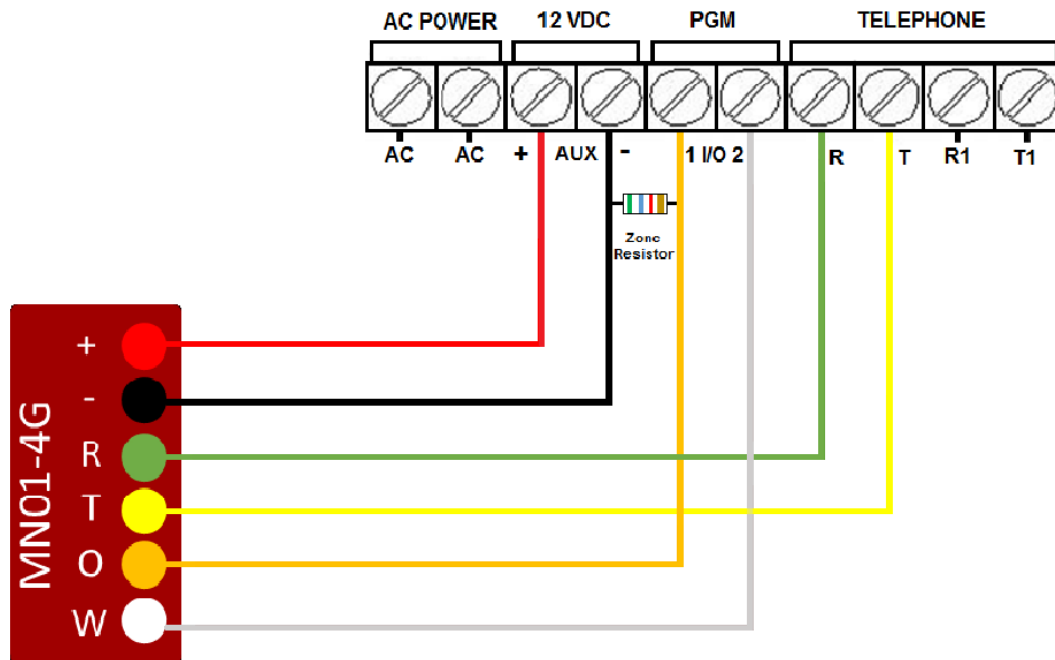 AC POWER 12 VDC PGM TELEPHONE
AC AC + AUX - 1 I/O 2 R T R1 T1
Zone
Resistor
MN01-4G
+
-
R
T
O
W